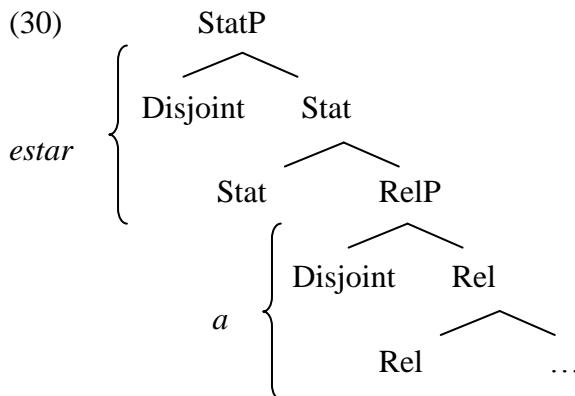 (30) StatP
Disjoint Stat
estar
Stat RelP
Disjoint Rel
a
Rel …